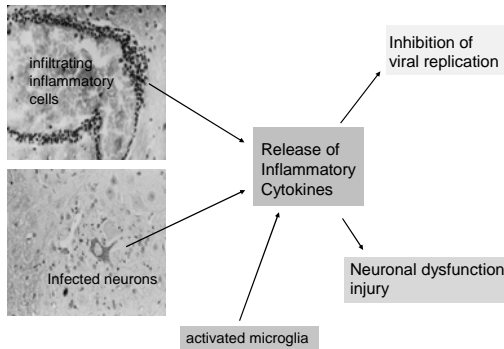 infiltrating
inflammatory
cells
Inhibition of
viral replication
Release of
Inflammatory
Cytokines
Infected neurons
Neuronal dysfunction
injury
activated microglia